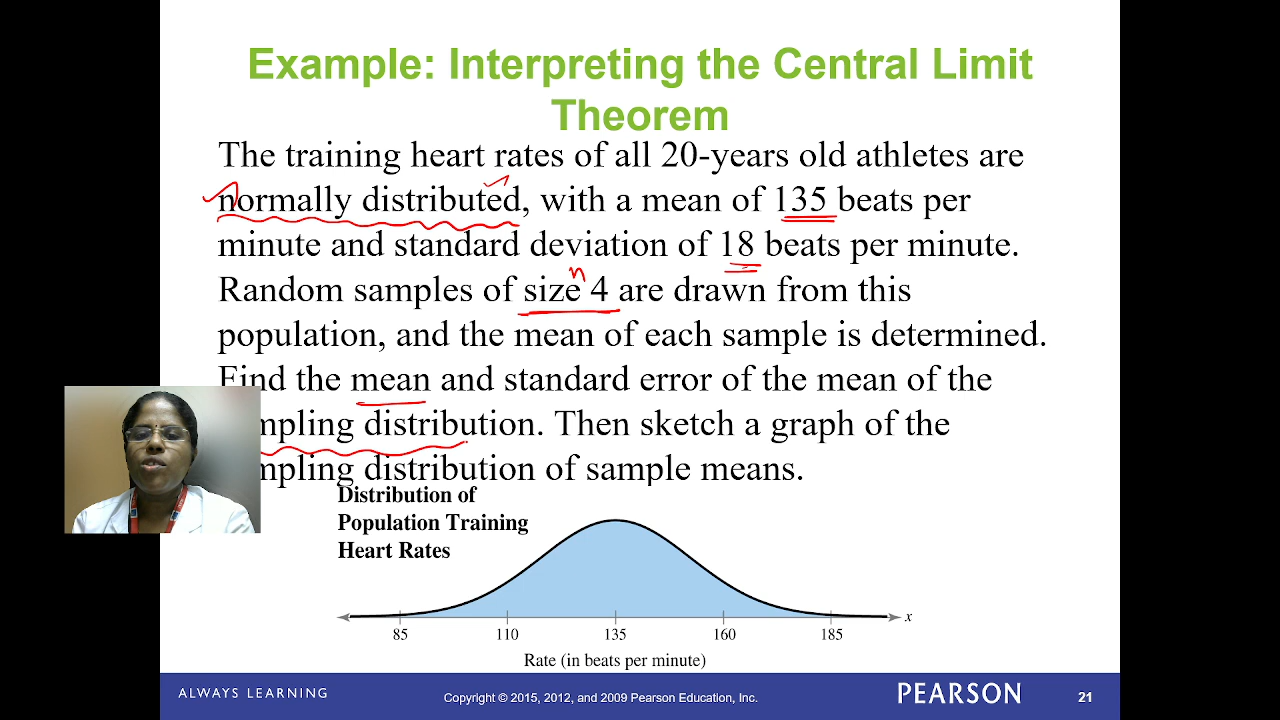 Example: Interpreting the Central Limit
Theorem
The training heart rates of all 20-years old athletes are
normally distributed, with a mean of 135 beats per
minute and standard deviation of 18 beats per minute.
n
Random samples of size 4 are drawn from this
population, and the mean of each sample is determined.
Find the mean and standard error of the mean of the
mpling distribution. Then sketch a graph of the
mpling distribution of sample means.
Distribution of
Population Training
Heart Rates
x
85 110 135 160 185
Rate (in beats per minute)
ALWAYS LEARNING
Copyright © 2015, 2012, and 2009 Pearson Education, Inc.
PEARSON
21